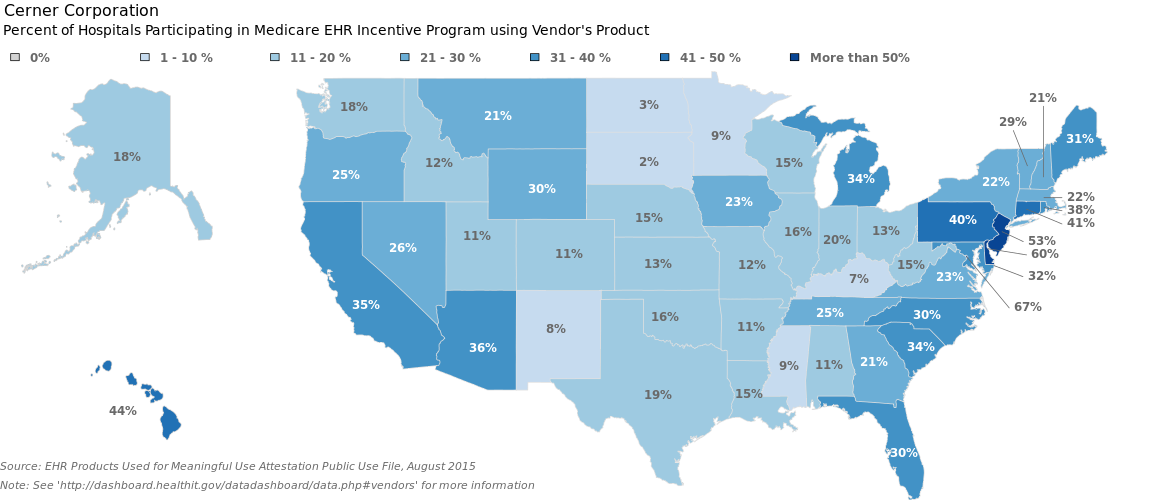 Cerner Corporation
Percent of Hospitals Participating in Medicare EHR Incentive Program using Vendor's Product
0% 1 - 10 % 11 - 20 % 21 - 30 % 31 - 40 % 41 - 50 % More than 50%
21%
18% 3% 29%
21%
9% 31%
18% 12% 2% 15%
25% 34% 22%
30% 23% 22%
38%
15% 40% 41%
11% 26% 11% 16% 20% 13% 53%
60%
13% 12% 15%
7% 23% 32%
35% 16% 25% 30% 67%
8% 11%
36% 34%
9% 11% 21%
19% 15%
44%
30%
Source: EHR Products Used for Meaningful Use Attestation Public Use File, August 2015
Note: See 'http://dashboard.healthit.gov/datadashboard/data.php#vendors' for more information